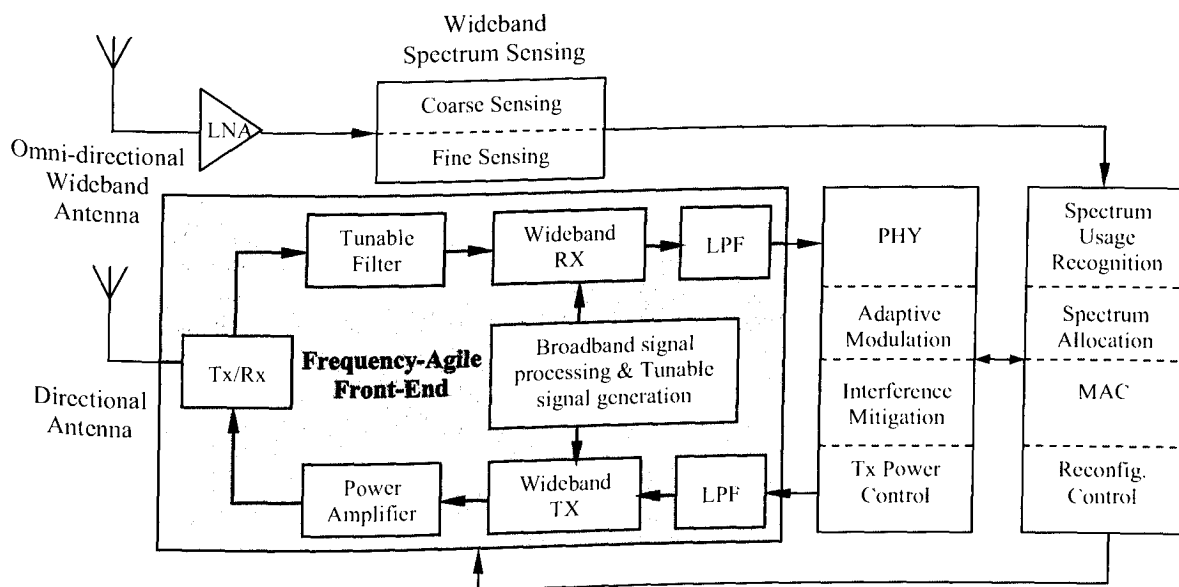 Wideband
Spectrum Sensing
Coarse Sensing
Fine Sensing
LNA
Omni-directional
Wideband
Antenna
Tunable
Filter
Wideband
RX
LPF
PHY
Spectrum
Usage
Recognition
Adaptive
Modulation
Spectrum
Allocation
Broadband signal
processing & Tunable
signal generation
Frequency-Agile
Front-End
Tx/Rx
Directional
Antenna
Interference
Mitigation
MAC
Power
Amplifier
Wideband
TX
LPF
Tx Power
Control
Reconfig.
Control